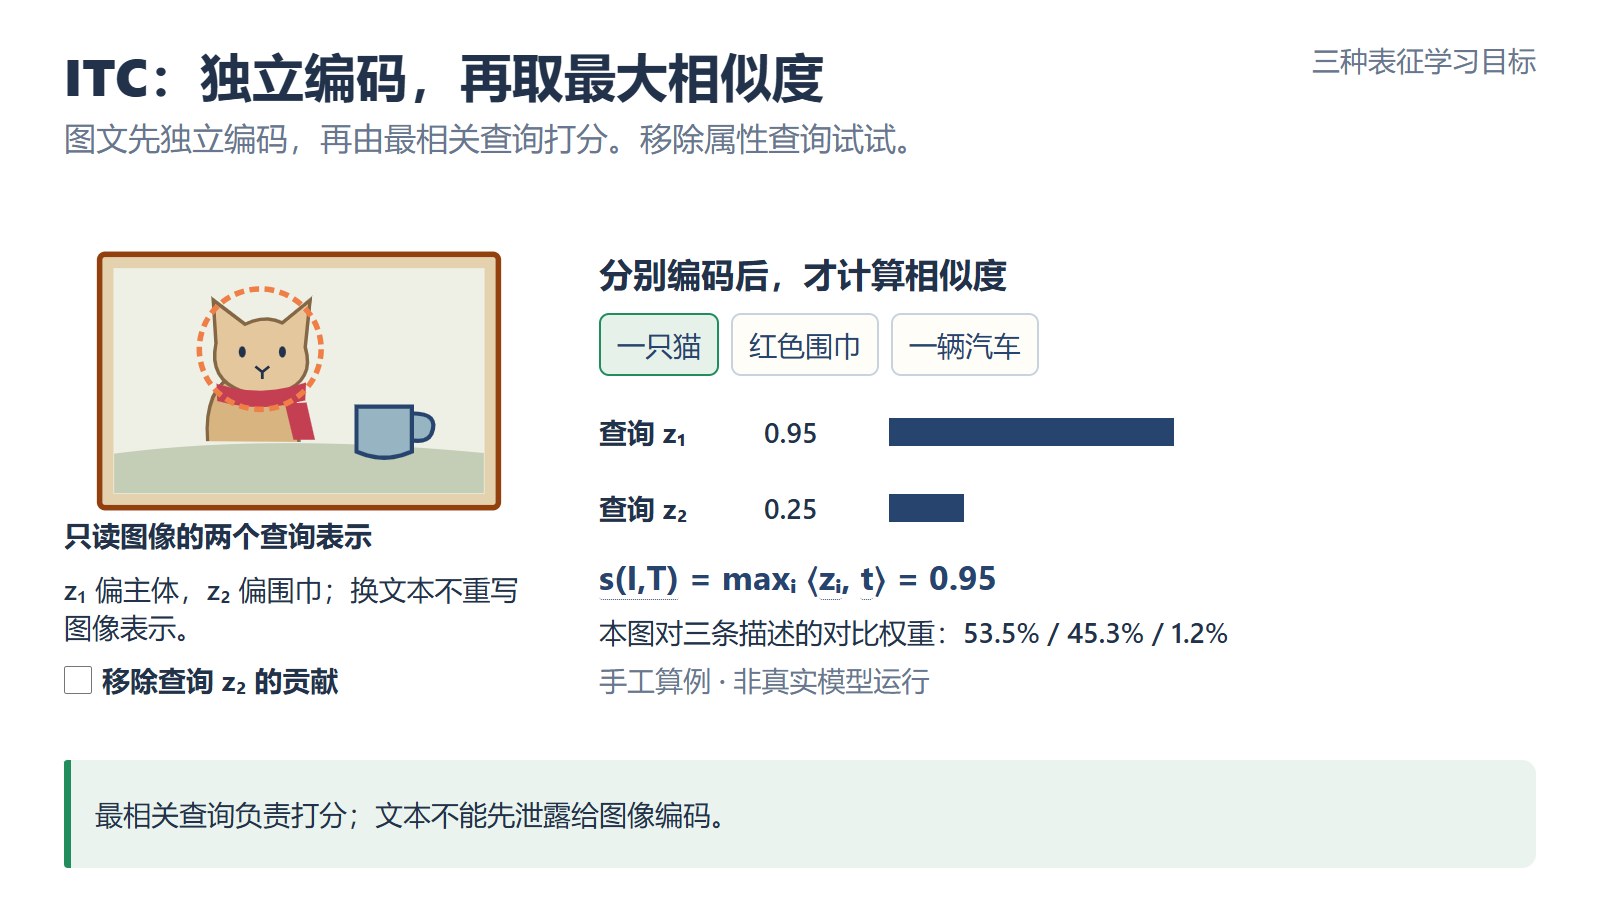 ITC：独立编码，再取最大相似度
三种表征学习目标
图文先独立编码，再由最相关查询打分。移除属性查询试试。
只读图像的两个查询表示
z₁ 偏主体，z₂ 偏围巾；换文本不重写
图像表示。
移除查询 z₂ 的贡献
分别编码后，才计算相似度
一只猫 红色围巾 一辆汽车
查询 z₁ 0.95
查询 z₂ 0.25
s(I,T) = maxᵢ ⟨zᵢ, t⟩ = 0.95
本图对三条描述的对比权重：53.5% / 45.3% / 1.2%
手工算例 · 非真实模型运行
最相关查询负责打分；文本不能先泄露给图像编码。